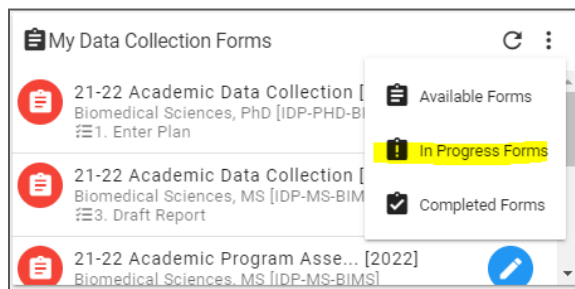 My Data Collection Forms
21-22 Academic Data Collection [
Biomedical Sciences, PhD [IDP-PHD-BI
1. Enter Plan
Available Forms
In Progress Forms
Completed Forms
21-22 Academic Data Collection [
Biomedical Sciences, MS [IDP-MS-BIM
3. Draft Report
21-22 Academic Program Asse... [2022]
Biomedical Sciences, MS [IDP-MS-BIMS]